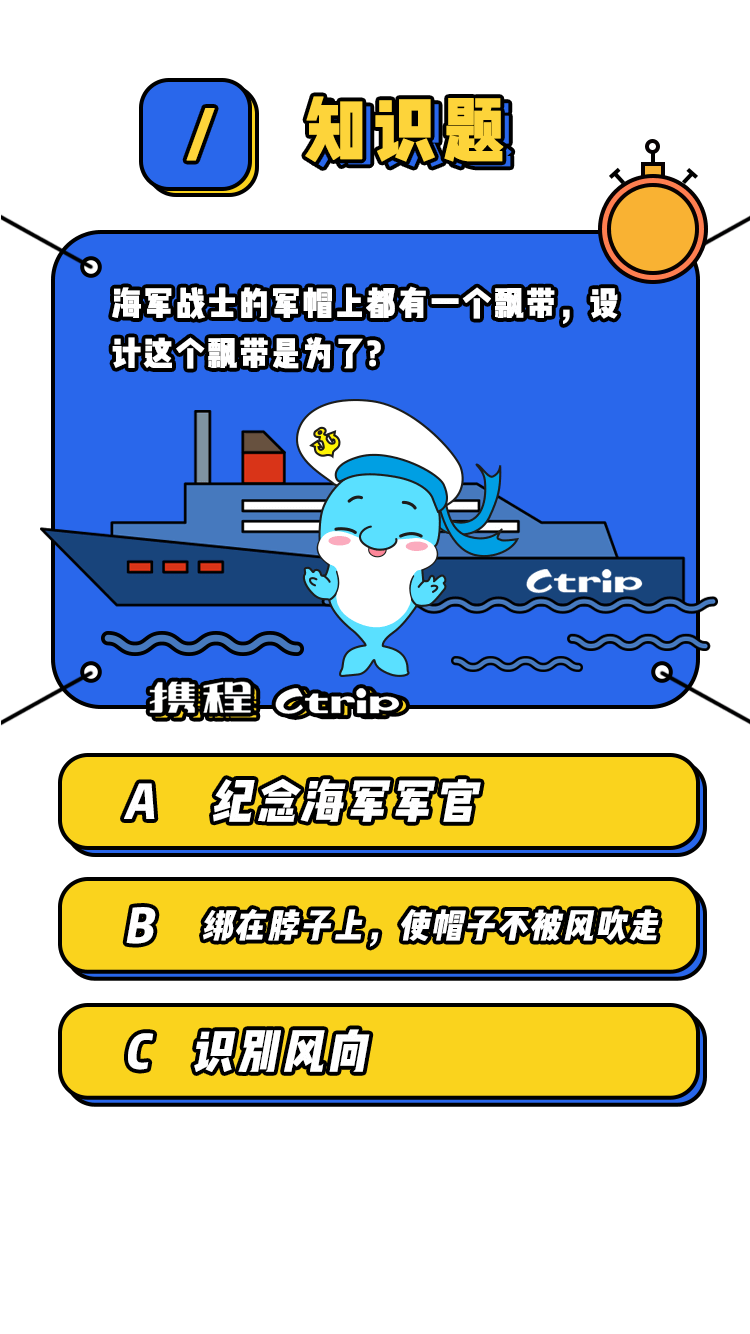 / 知识题
海军战士的军帽上都有一个飘带，设
计这个飘带是为了?
Ctrip
携程 Ctrip
A 纪念海军军官
B 绑在脖子上，使帽子不被风吹走
C 识别风向